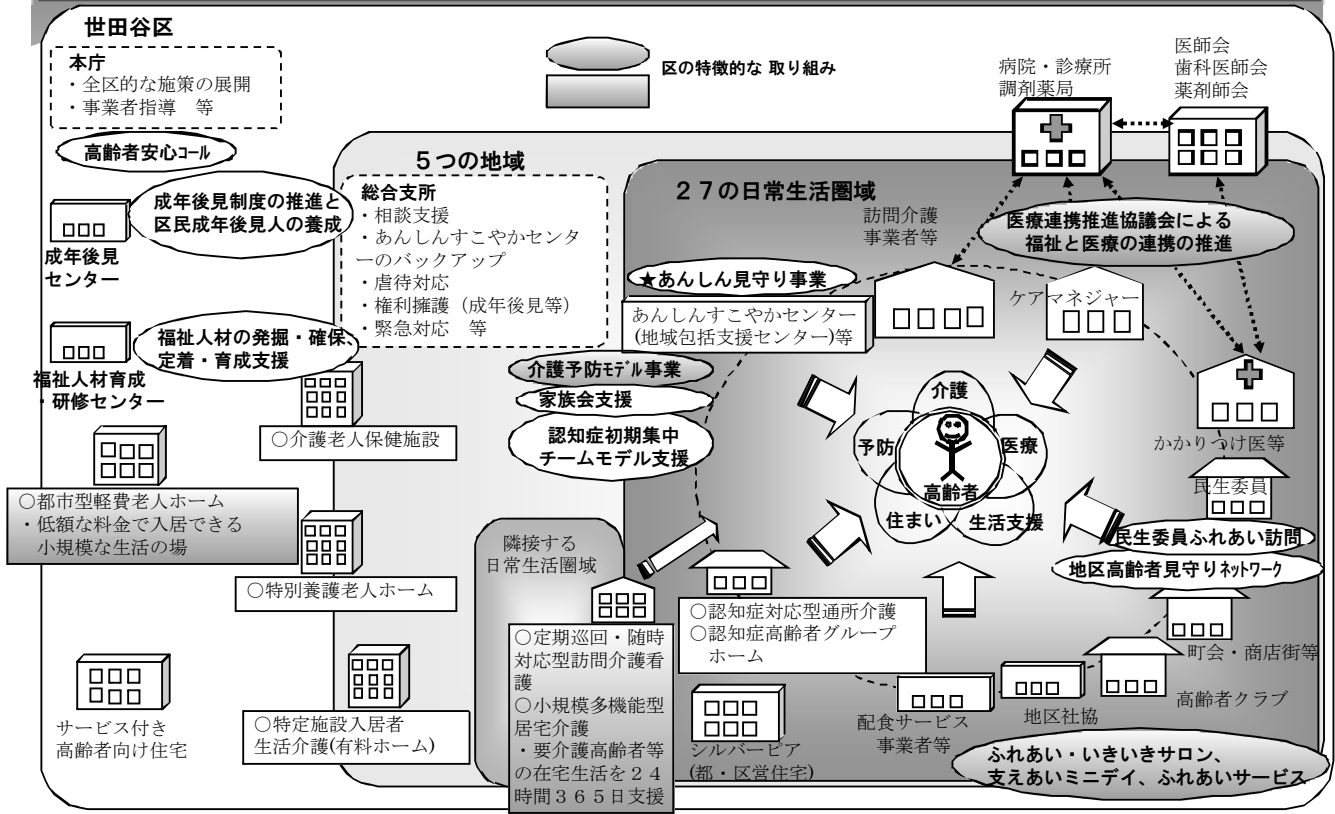 世田谷区
本庁
・全区的な施策の展開
・事業者指導 等
区の特徴的な 取り組み
病院・診療所
調剤薬局
医師会
歯科医師会
薬剤師会
高齢者安心コール
成年後見制度の推進と
区民成年後見人の養成
成年後見
センター
福祉人材の発掘・確保、
定着・育成支援
福祉人材育成
・研修センター
5つの地域
総合支所
・相談支援
・あんしんすこやかセンタ
ーのバックアップ
・虐待対応
・権利擁護（成年後見等）
・緊急対応 等
27の日常生活圏域
訪問介護
事業者等
医療連携推進協議会による
福祉と医療の連携の推進
★あんしん見守り事業
あんしんすこやかセンター
(地域包括支援センター)等
ケアマネジャー
介護予防モデル事業
家族会支援
認知症初期集中
チームモデル支援
介護
予防
医療
高齢者
住まい
生活支援
かかりつけ医等
民生委員
民生委員ふれあい訪問
地区高齢者見守りネットワーク
町会・商店街等
高齢者クラブ
地区社協
配食サービス
事業者等
ふれあい・いきいきサロン、
支えあいミニデイ、ふれあいサービス
○介護老人保健施設
○都市型軽費老人ホーム
・低額な料金で入居できる
小規模な生活の場
○特別養護老人ホーム
サービス付き
高齢者向け住宅
○特定施設入居者
生活介護(有料ホーム)
隣接する
日常生活圏域
○定期巡回・随時
対応型訪問介護看
護
○小規模多機能型
居宅介護
・要介護高齢者等
の在宅生活を24
時間365日支援
○認知症対応型通所介護
○認知症高齢者グループ
ホーム
シルバーピア
(都・区営住宅)